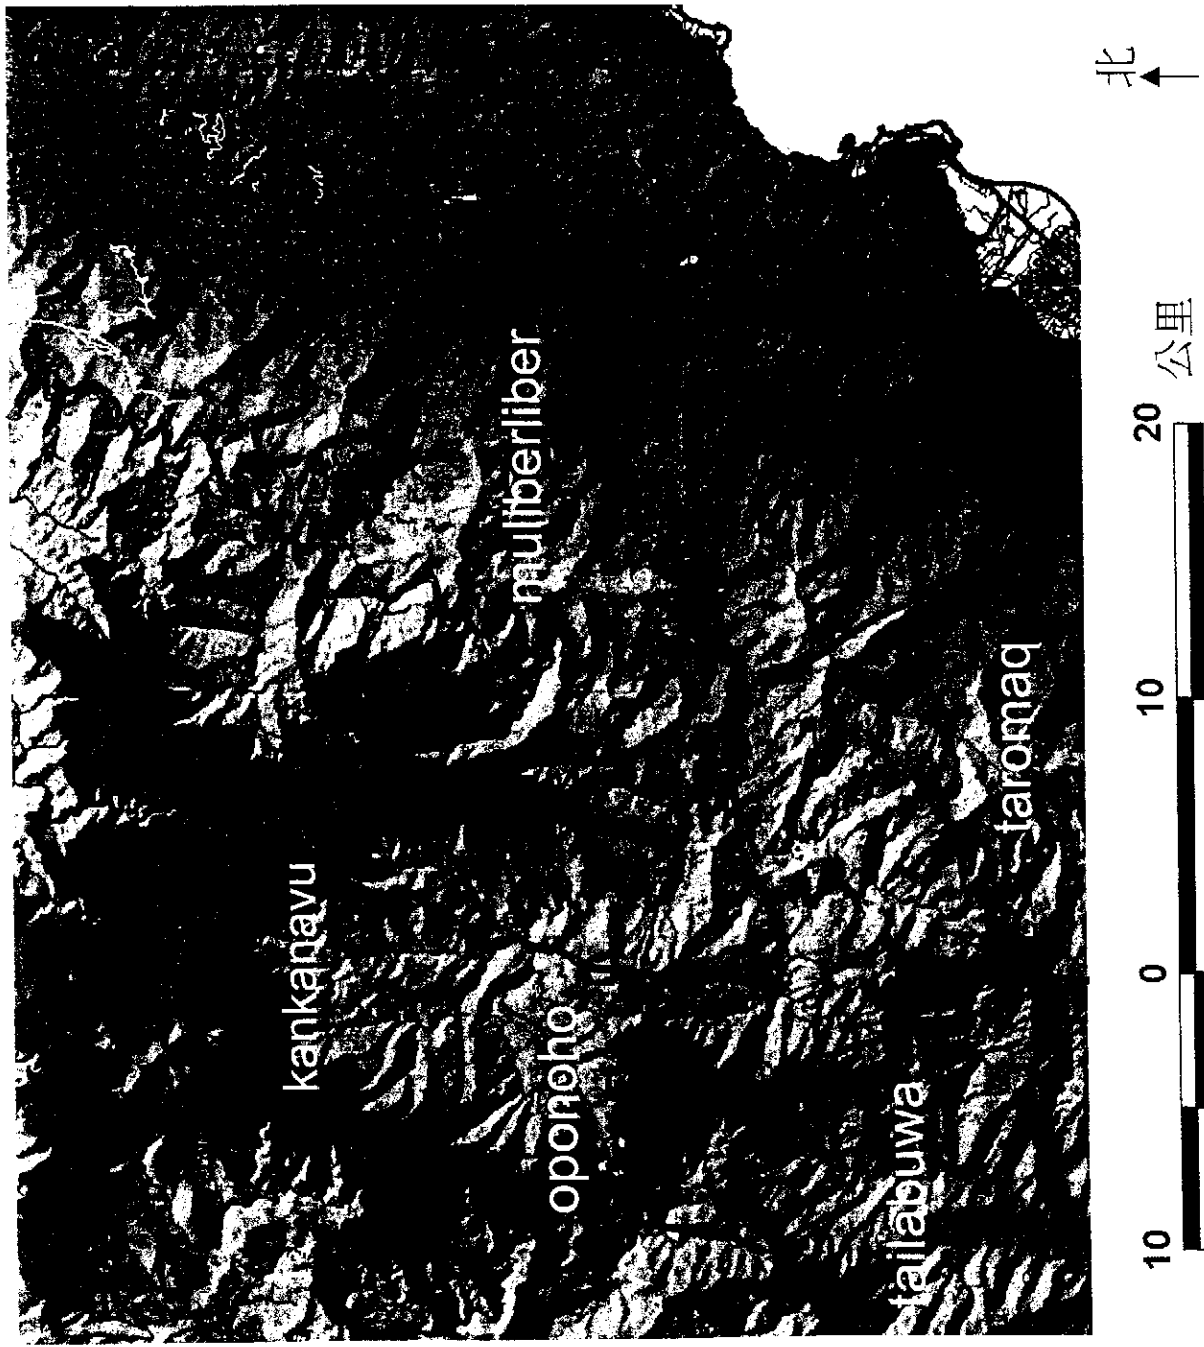 kankanavu
muliberliber
oponoho
tailabuwa
taromaq
北
10 0 10 20 公里